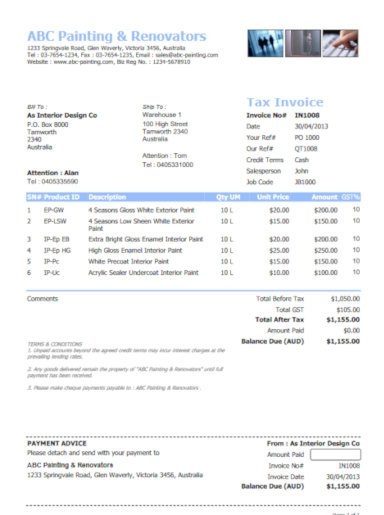 ABC Painting & Renovators
1233 Springvale Road, Glen Waverly, Victoria 3456, Australia
Tel : 03-7654-1234, Fax : 03-7654-1235, Email : sales@abc-painting.com
Website : www.abc-painting.com, Biz Reg No. : 1234-5678910
Tax Invoice
Bill To :
As Interior Design Co
P.O. Box 8000
Tamworth
2340
Australia
Attention : Alan
Tel : 0405335590
Ship To :
Warehouse 1
100 High Street
Tamworth 2340
Australia
Attention : Tom
Tel : 0405331000
Invoice No# IN1008
Date 30/04/2013
Your Ref# PO 1000
Our Ref# QT1008
Credit Terms Cash
Salesperson John
Job Code JB1000
SN# Product ID Description Qty UM Unit Price Amount GST%
1 EP-GW 4 Seasons Gloss White Exterior Paint 10 L $20.00 $200.00 10
2 EP-LSW 4 Seasons Low Sheen White Exterior Paint 10 L $15.00 $150.00 10
3 IP-Ep EB Extra Bright Gloss Enamel Interior Paint 10 L $20.00 $200.00 10
4 IP-Ep HG High Gloss Enamel Interior Paint 10 L $25.00 $250.00 10
5 IP-Pc White Precoat Interior Paint 10 L $15.00 $150.00 10
6 IP-Uc Acrylic Sealer Undercoat Interior Paint 10 L $10.00 $100.00 10
Comments
Total Before Tax $1,050.00
Total GST $105.00
Total After Tax $1,155.00
Amount Paid $0.00
Balance Due (AUD) $1,155.00
TERMS & CONDITIONS
1. Unpaid accounts beyond the agreed credit terms may incur interest charges at the
prevailing lending rates.
2. Any goods delivered remain the property of "ABC Painting & Renovators" until full
payment has been received.
3. Please make cheques payments payable to : ABC Painting & Renovators .
PAYMENT ADVICE
Please detach and send with your payment to
ABC Painting & Renovators
1233 Springvale Road, Glen Waverly, Victoria 3456, Australia
From : As Interior Design Co
Amount Paid
Invoice No# IN1008
Invoice Date 30/04/2013
Balance Due (AUD) $1,155.00